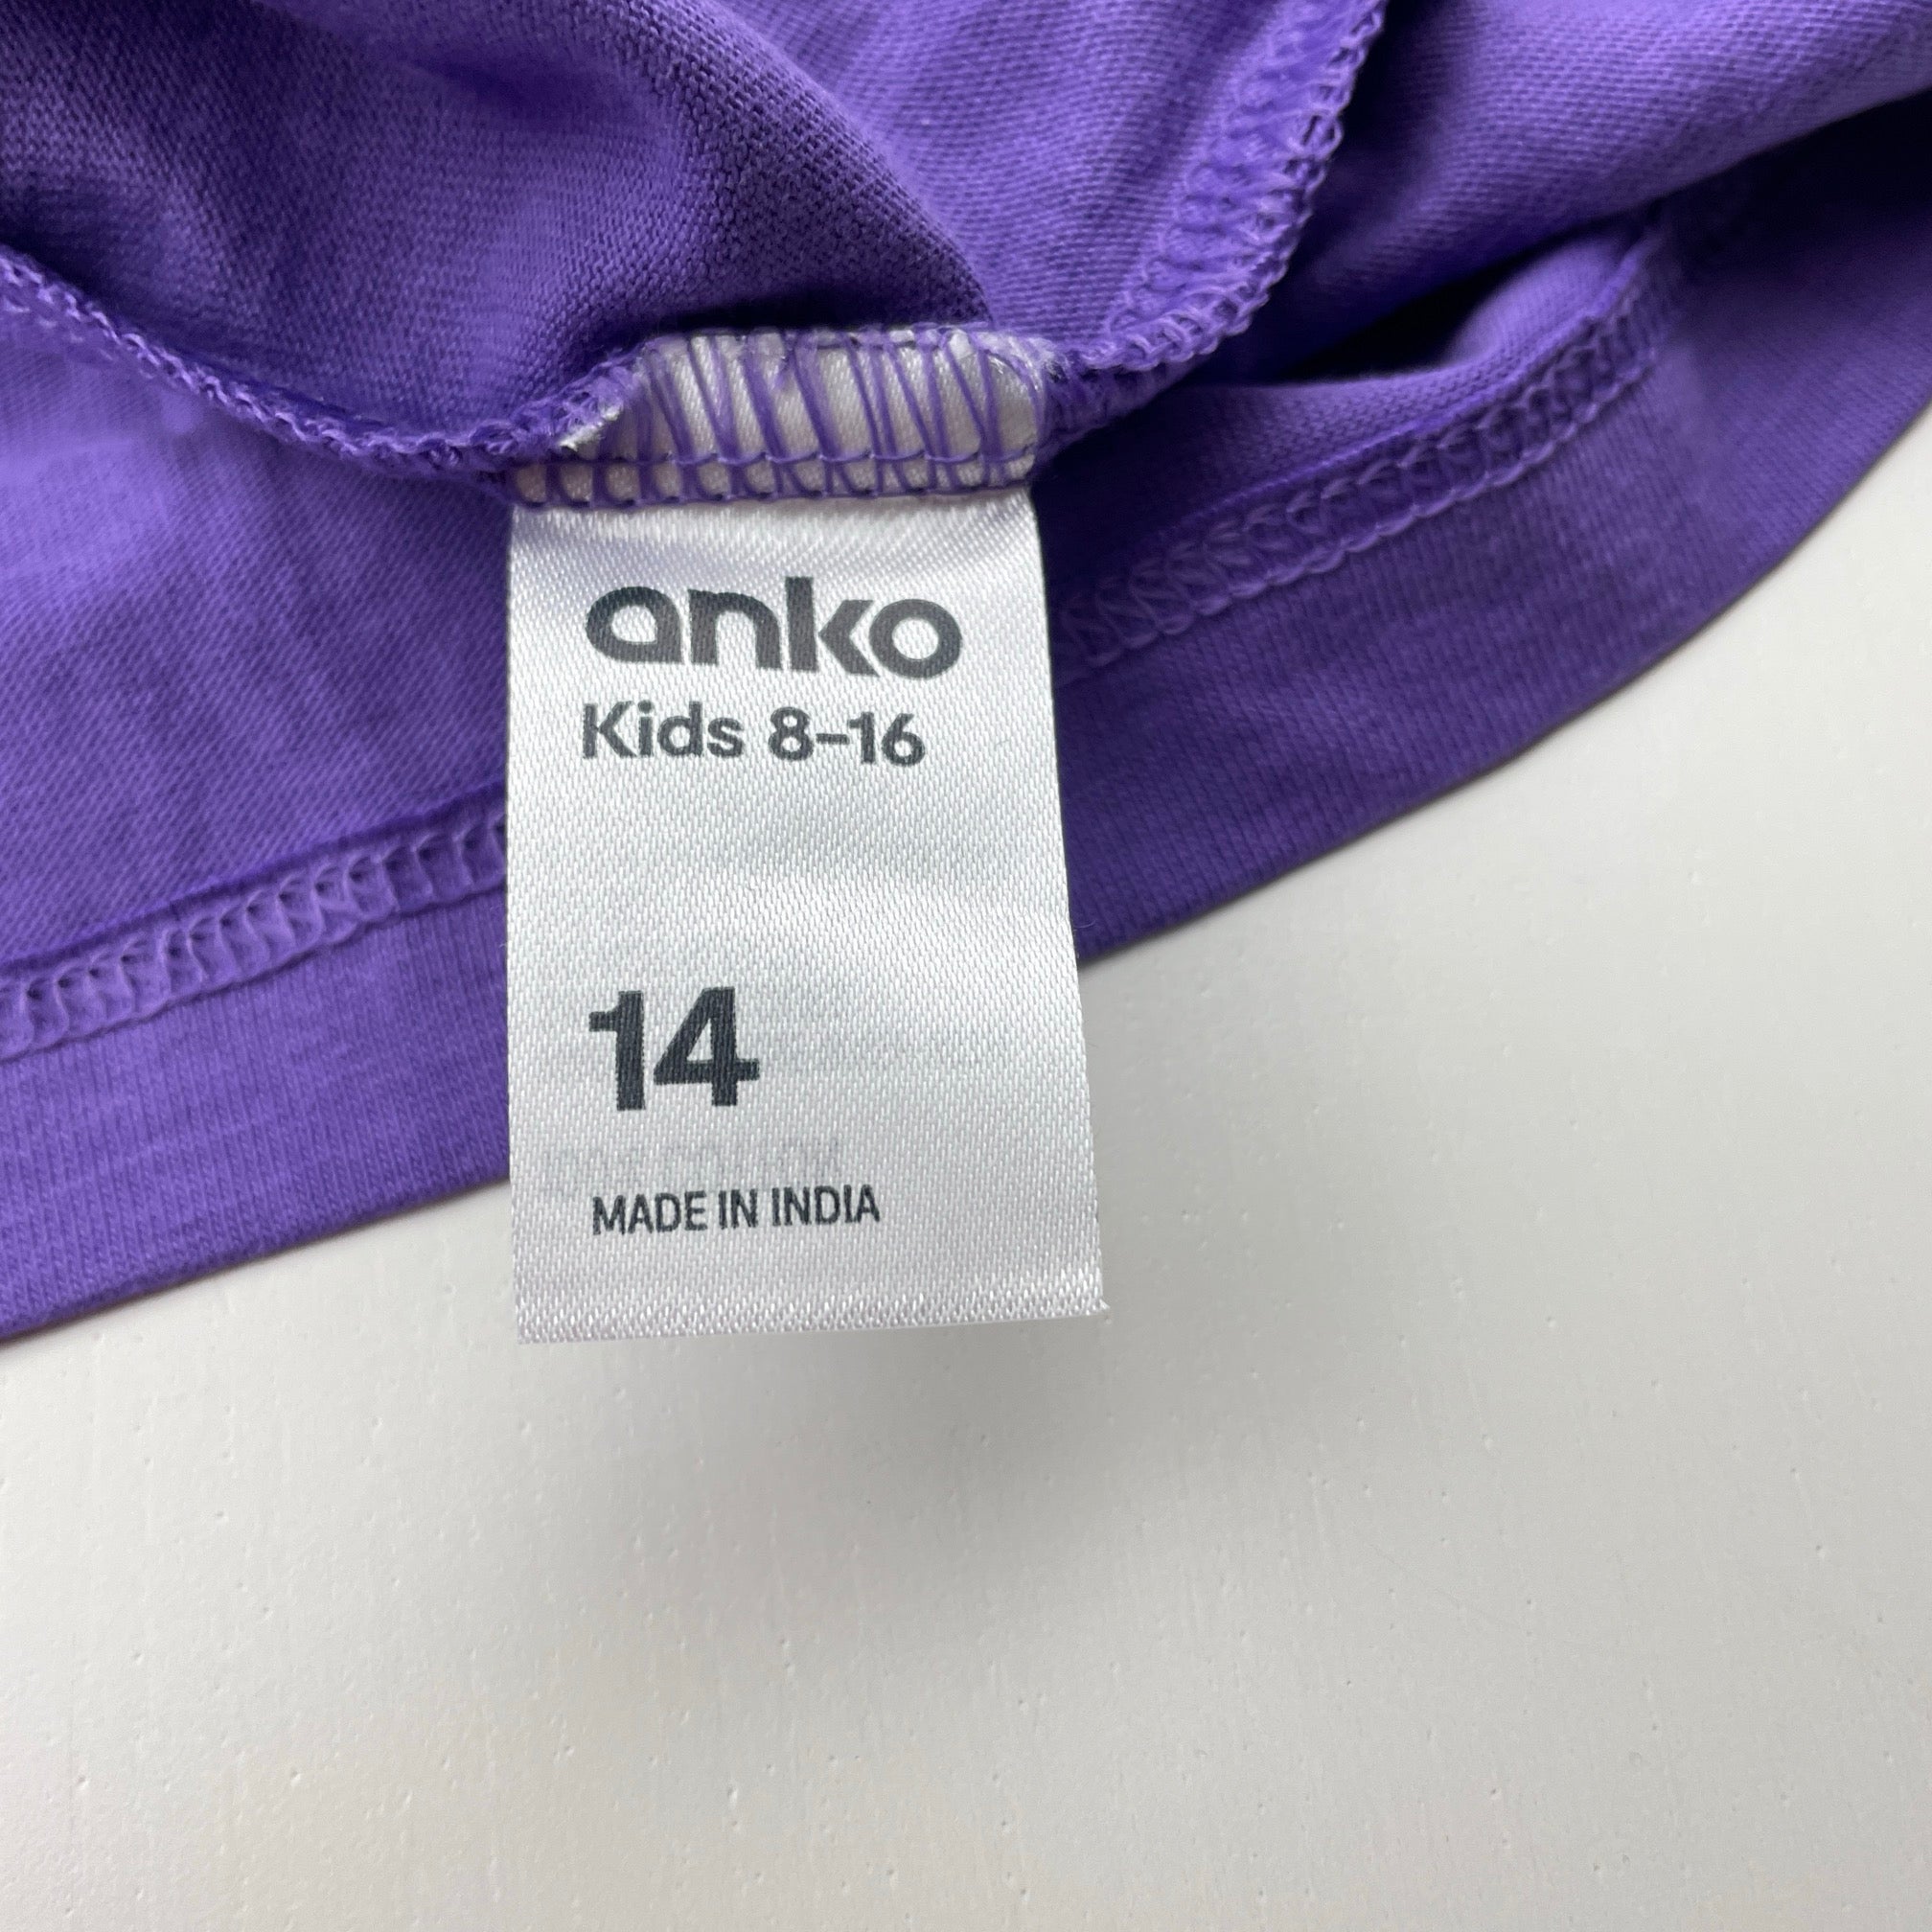 anko
Kids 8-16
14
MADE IN INDIA